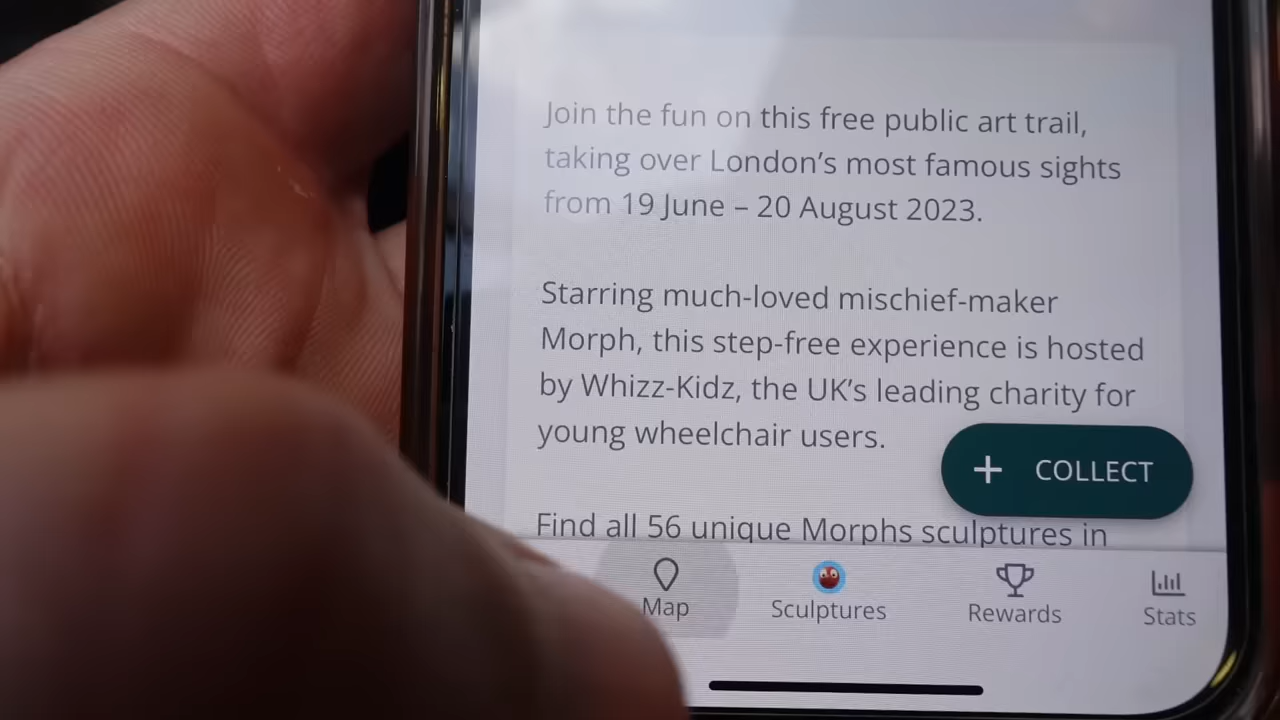 Join the fun on this free public art trail,
taking over London's most famous sights
from 19 June – 20 August 2023.
Starring much-loved mischief-maker
Morph, this step-free experience is hosted
by Whizz-Kidz, the UK's leading charity for
young wheelchair users.
+ COLLECT
Find all 56 unique Morphs sculptures in
Map
Sculptures
Rewards
Stats